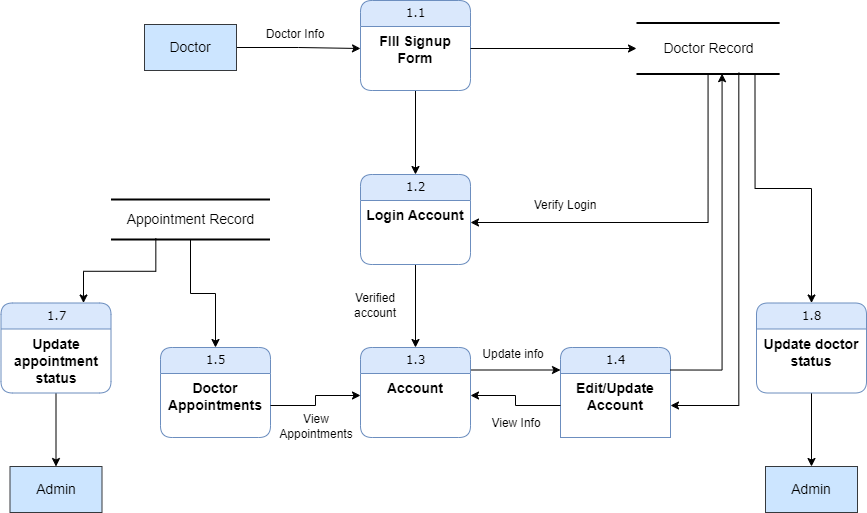 1.1
Doctor
Doctor Info
FIll Signup
Form
Doctor Record
1.2
Login Account
Verify Login
Appointment Record
Verified
account
1.7
Update
appointment
status
1.5
Doctor
Appointments
View
Appointments
1.3
Account
Update info
View Info
1.4
Edit/Update
Account
1.8
Update doctor
status
Admin
Admin